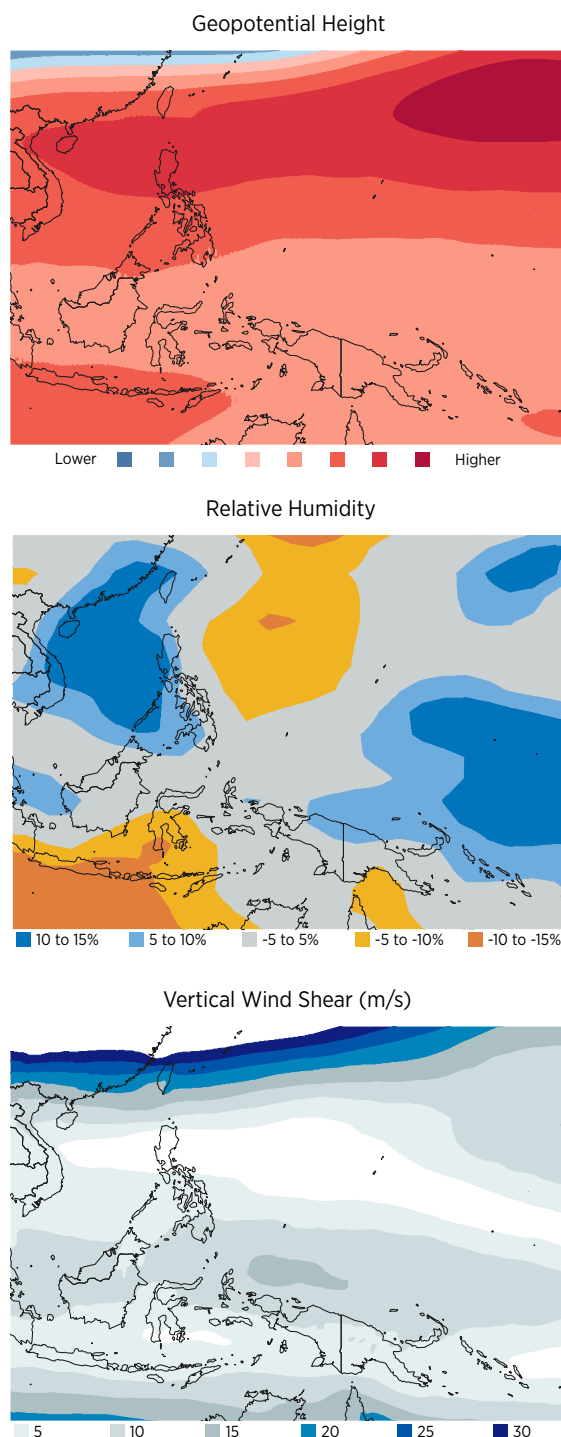 Geopotential Height
Lower Higher
Relative Humidity
10 to 15% 5 to 10% -5 to 5% -5 to -10% -10 to -15%
Vertical Wind Shear (m/s)
5 10 15 20 25 30